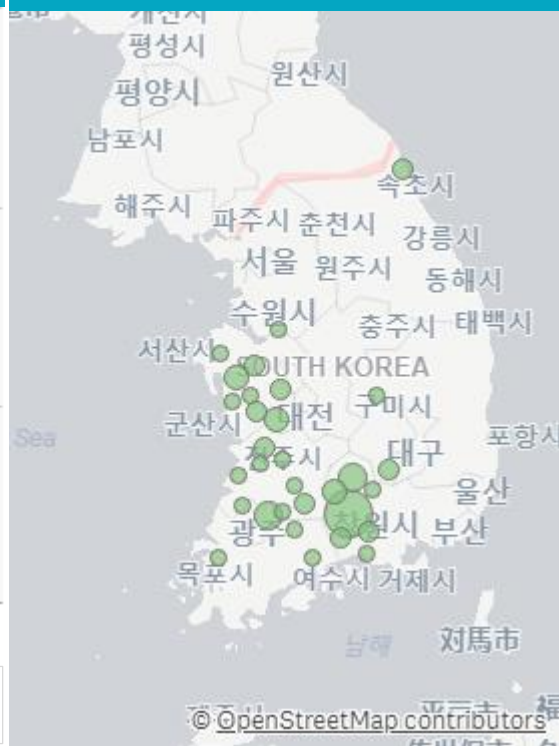 평성시
원산시
평양시
남포시
속초시
해주시
파주시 춘천시
강릉시
서울 원주시
동해시
수원시
충주시 태백시
서산시
SOUTH KOREA
대전 구미시
군산시
Sea
대구 포항시
울산
창원시 부산
광주
목포시 여수시 거제시
남해 対馬市
© OpenStreetMap contributors